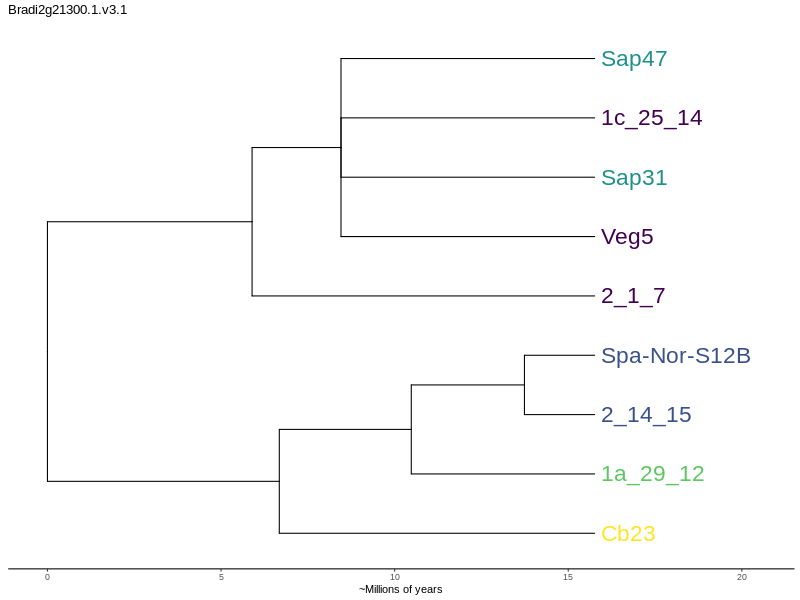 Bradi2g21300.1.v3.1
Sap47
1c_25_14
Sap31
Veg5
2_1_7
Spa-Nor-S12B
2_14_15
1a_29_12
Cb23
0 5 10 15 20
~Millions of years